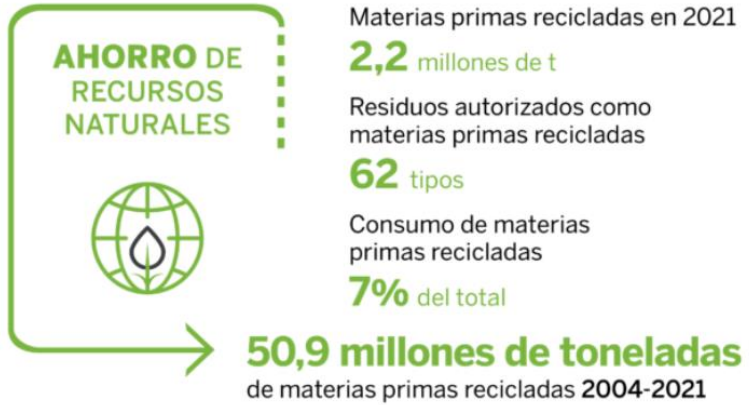 AHORRO DE
RECURSOS
NATURALES
Materias primas recicladas en 2021
2,2 millones de t
Residuos autorizados como
materias primas recicladas
62 tipos
Consumo de materias
primas recicladas
7% del total
50,9 millones de toneladas
de materias primas recicladas 2004-2021